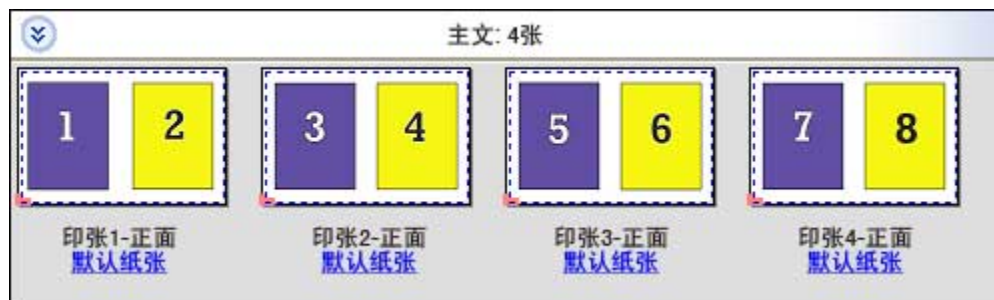 主文: 4张
1 2 3 4 5 6 7 8
印张1-正面 印张2-正面 印张3-正面 印张4-正面
默认纸张 默认纸张 默认纸张 默认纸张